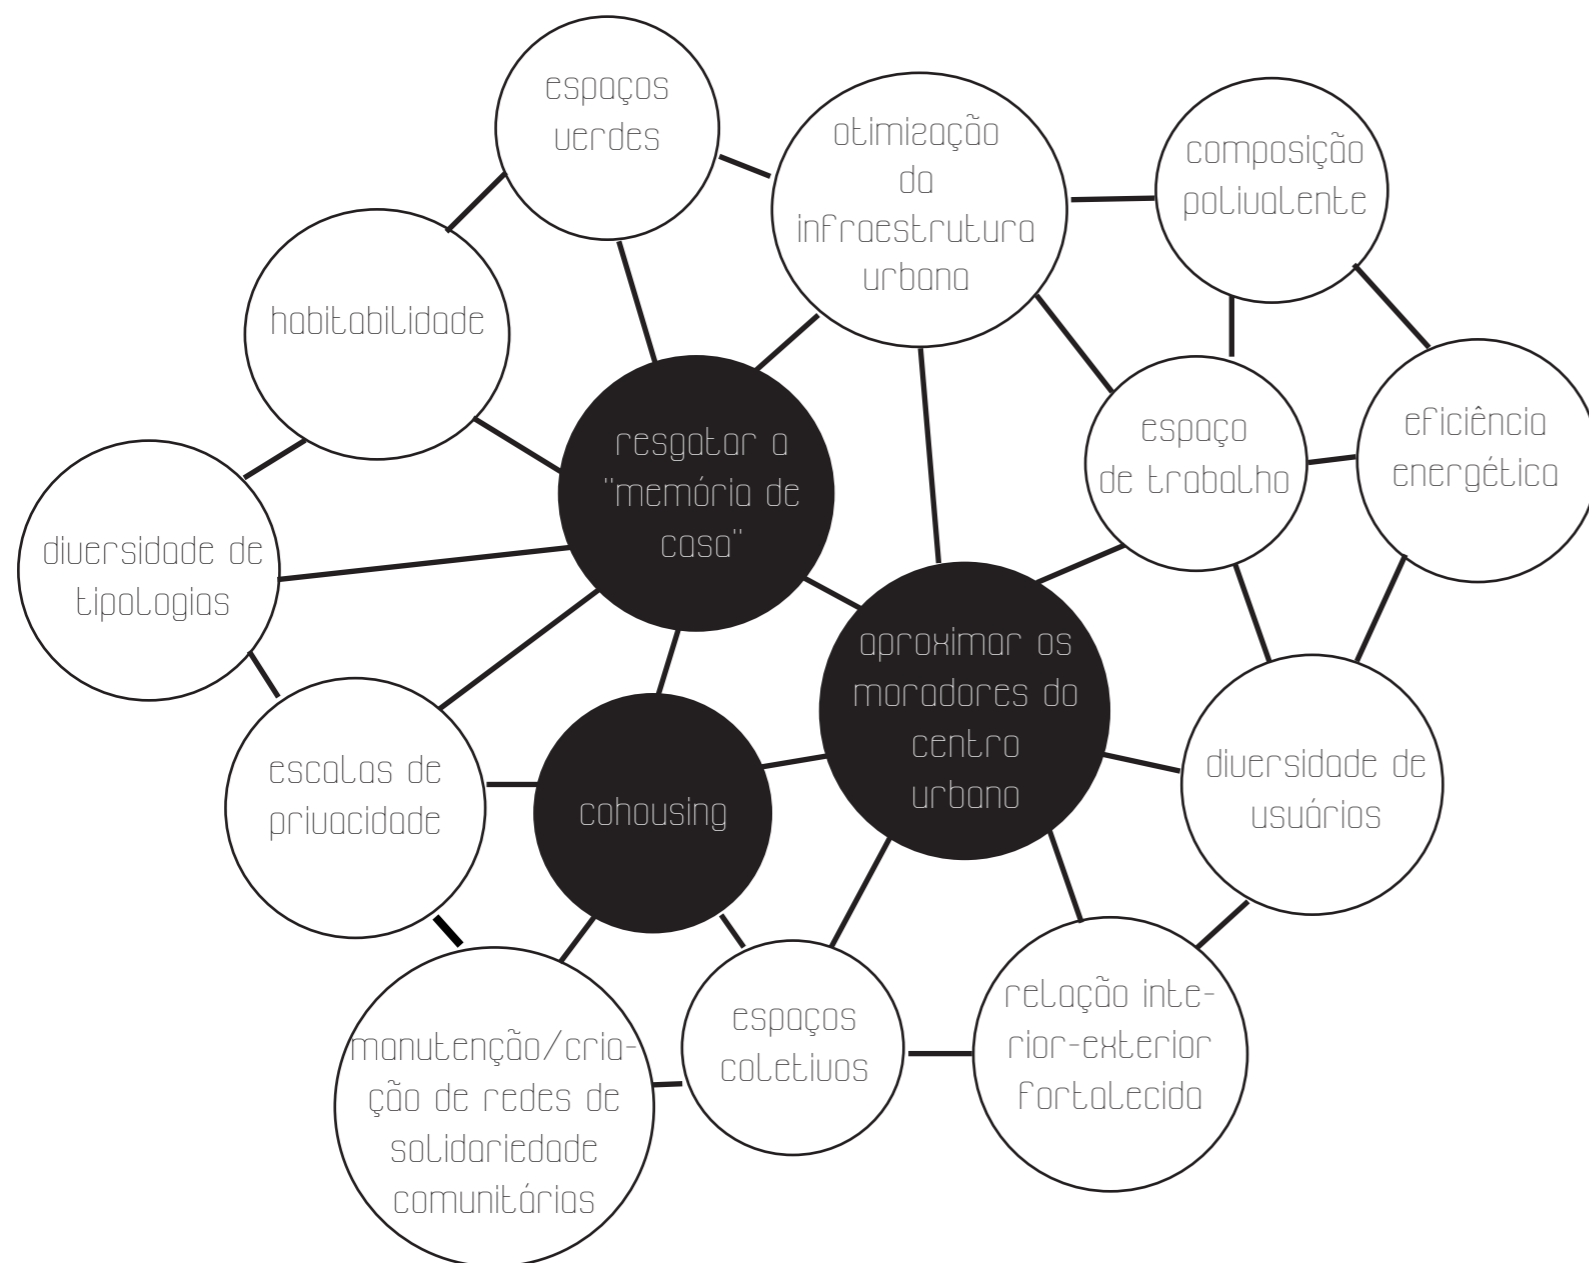 espaços
verdes
otimização
da
infraestrutura
urbana
composição
polivalente
habitabilidade
resgatar a
"memória de
casa"
espaço
de trabalho
eficiência
energética
diversidade de
tipologias
aproximar os
moradores do
centro
urbano
escalas de
privacidade
cohousing
diversidade de
usuários
manutenção/cria-
ção de redes de
solidariedade
comunitárias
espaços
coletivos
relação inte-
rior-exterior
fortalecida